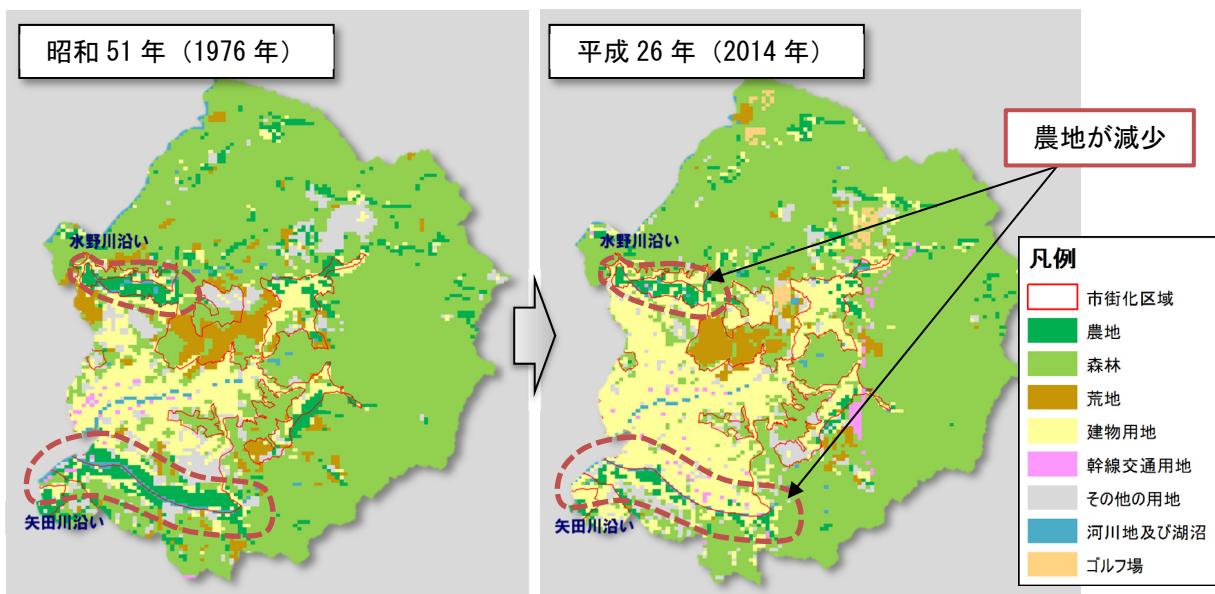 昭和 51 年（1976 年）
平成 26 年（2014 年）
農地が減少
水野川沿い
矢田川沿い
水野川沿い
矢田川沿い
凡例
市街化区域
農地
森林
荒地
建物用地
幹線交通用地
その他の用地
河川地及び湖沼
ゴルフ場